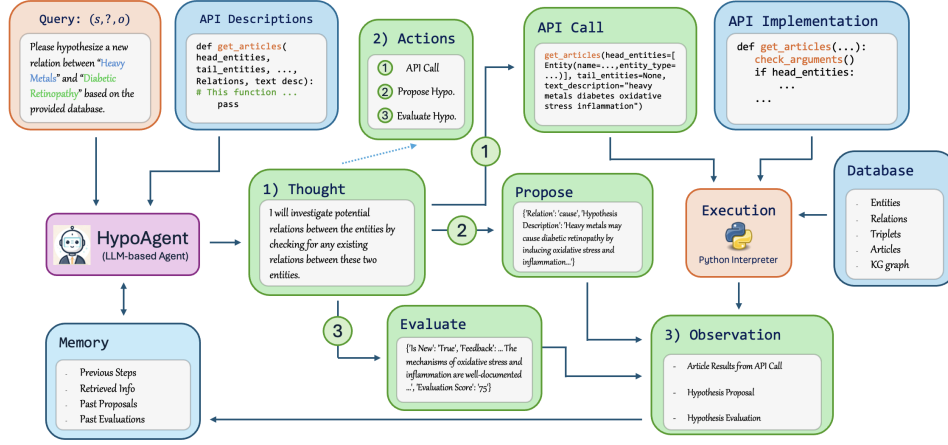 Query: (s,?,o)
Please hypothesize a new
relation between “Heavy
Metals” and “Diabetic
Retinopathy” based on the
provided database.
API Descriptions
def get_articles(
head_entities,
tail_entities, ...,
Relations, text desc):
# This function ...
pass
2) Actions
1 API Call
2 Propose Hypo.
3 Evaluate Hypo.
API Call
get_articles(head_entities=[
Entity(name=...,entity_type=
...)], tail_entities=None,
text_description="heavy
metals diabetes oxidative
stress inflammation")
API Implementation
def get_articles(...):
check_arguments()
if head_entities:
...
...
1
HypoAgent
(LLM-based Agent)
1) Thought
I will investigate potential
relations between the entities by
checking for any existing
relations between these two
entities.
2
Propose
{'Relation': 'cause', 'Hypothesis
Description': 'Heavy metals may
cause diabetic retinopathy by
inducing oxidative stress and
inflammation...'}
Execution
Python Interpreter
Database
- Entities
- Relations
- Triplets
- Articles
- KG graph
3
Memory
- Previous Steps
- Retrieved Info
- Past Proposals
- Past Evaluations
Evaluate
{'Is New': 'True', 'Feedback': ... The
mechanisms of oxidative stress and
inflammation are well-documented
...', 'Evaluation Score': '75'}
3) Observation
- Article Results from API Call
- Hypothesis Proposal
- Hypothesis Evaluation